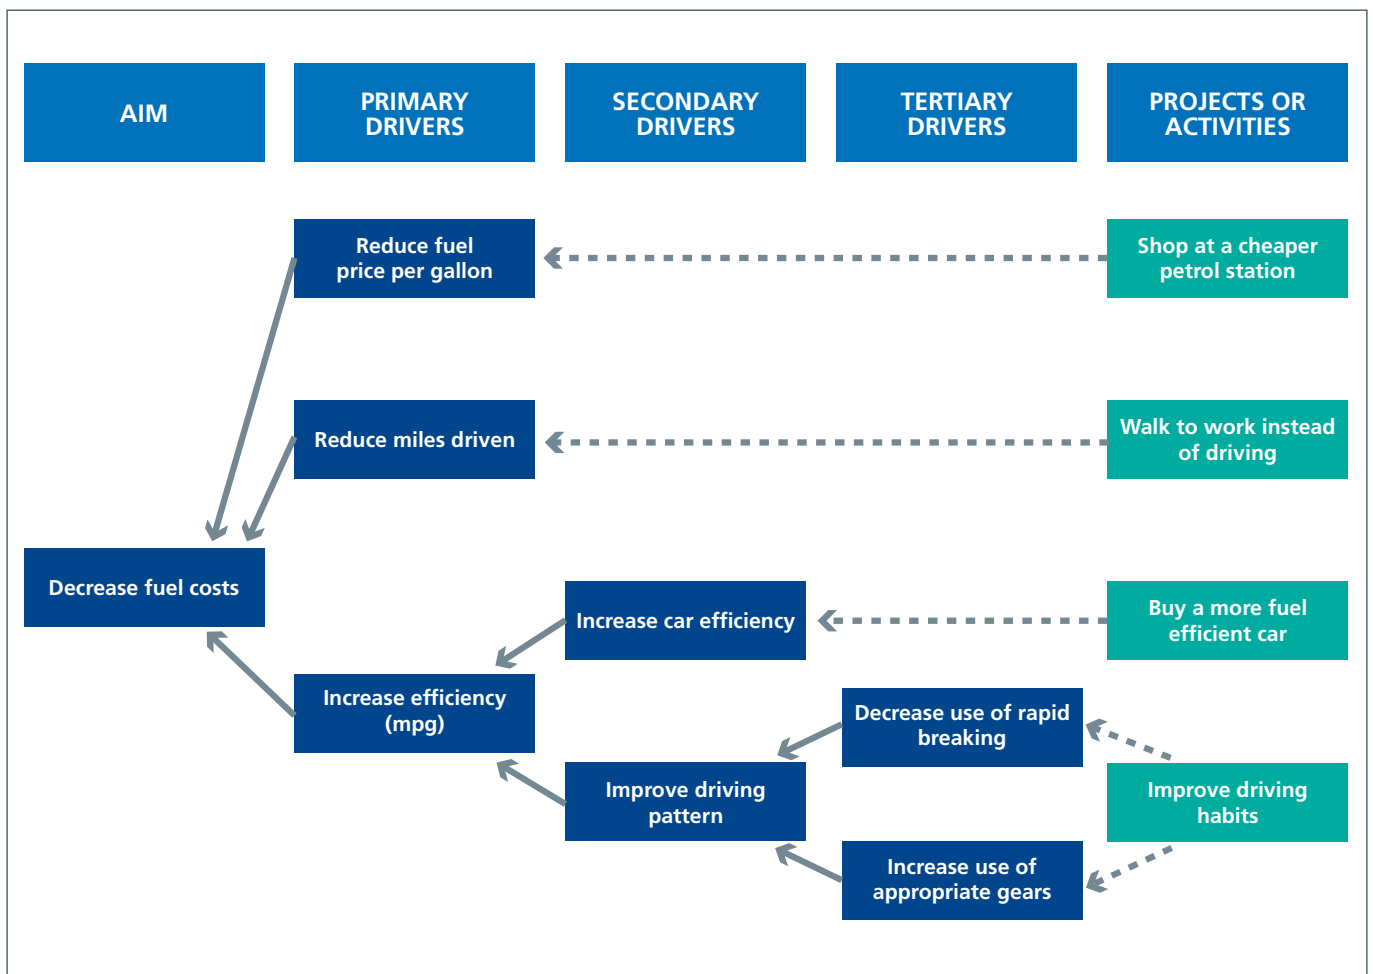 AIM
PRIMARY
DRIVERS
SECONDARY
DRIVERS
TERTIARY
DRIVERS
PROJECTS OR
ACTIVITIES
Reduce fuel
price per gallon
Shop at a cheaper
petrol station
Reduce miles driven
Walk to work instead
of driving
Decrease fuel costs
Increase car efficiency
Buy a more fuel
efficient car
Increase efficiency
(mpg)
Decrease use of rapid
breaking
Improve driving
pattern
Improve driving
habits
Increase use of
appropriate gears